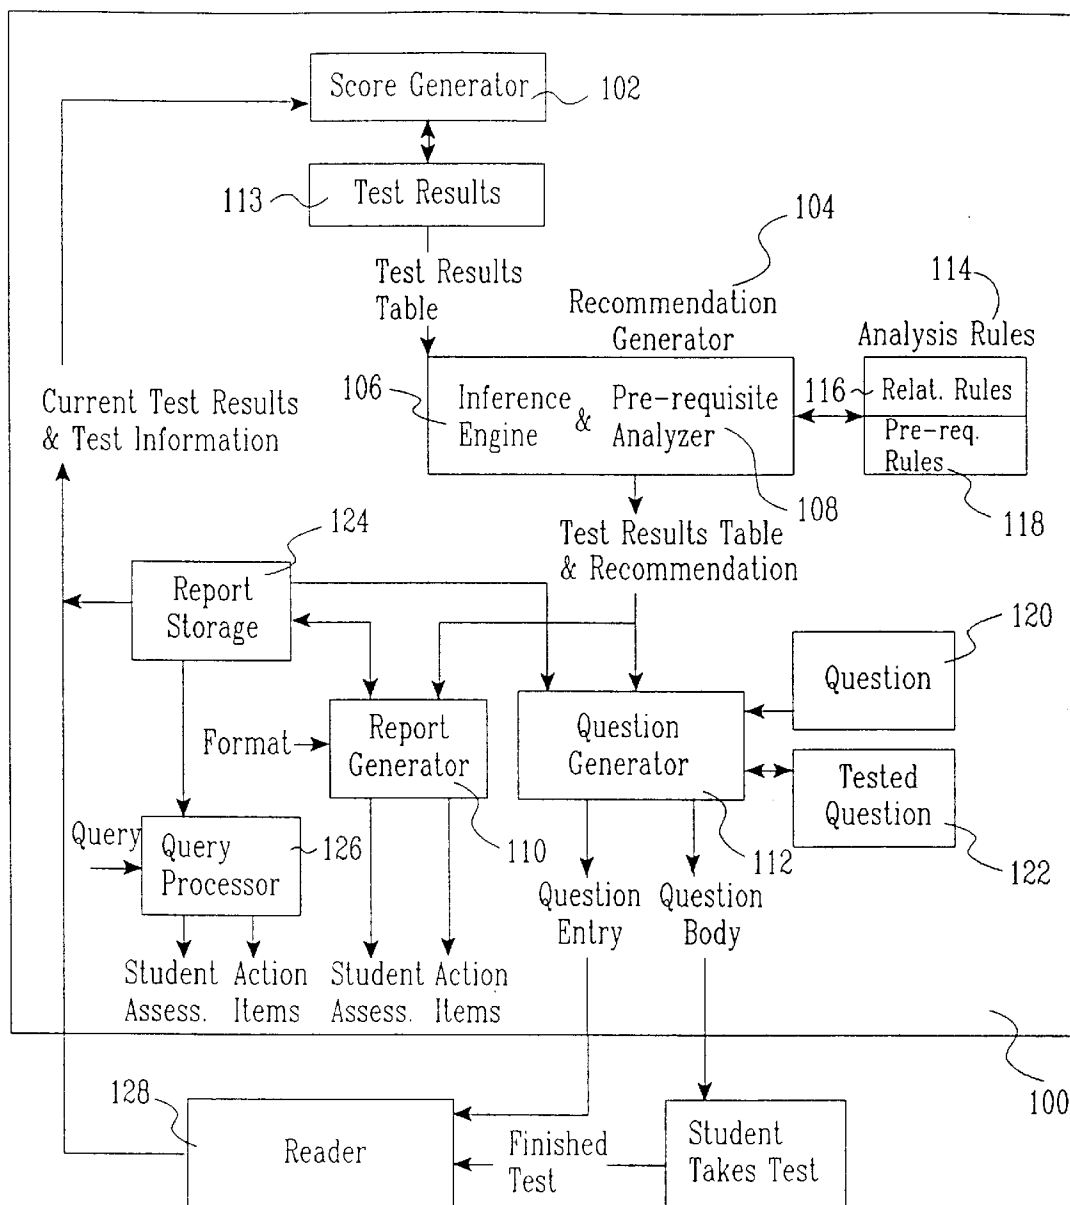 Score Generator
102
113
Test Results
104
Test Results
Table
Recommendation
Generator
114
Analysis Rules
106
Inference
Engine
&
Pre-requisite
Analyzer
116
Relat. Rules
Pre-req.
Rules
108
118
Current Test Results
& Test Information
124
Test Results Table
& Recommendation
Report
Storage
120
Question
Format
Report
Generator
110
Question
Generator
112
Tested
Question
122
Query
Query
Processor
126
Question
Entry
Question
Body
Student
Assess.
Action
Items
Student
Assess.
Action
Items
100
128
Reader
Finished
Test
Student
Takes Test